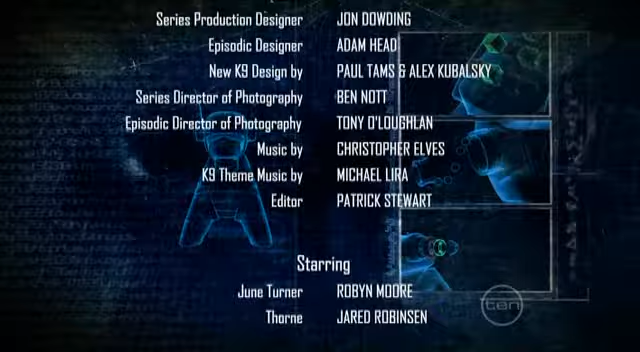 Series Production Designer JON DOWDING
Episodic Designer ADAM HEAD
New K9 Design by PAUL TAMS & ALEX KUBALSKY
Series Director of Photography BEN NOTT
Episodic Director of Photography TONY O'LOUGHLAN
Music by CHRISTOPHER ELVES
K9 Theme Music by MICHAEL LIRA
Editor PATRICK STEWART
Starring
June Turner ROBYN MOORE
ten
Thorne JARED ROBINSEN